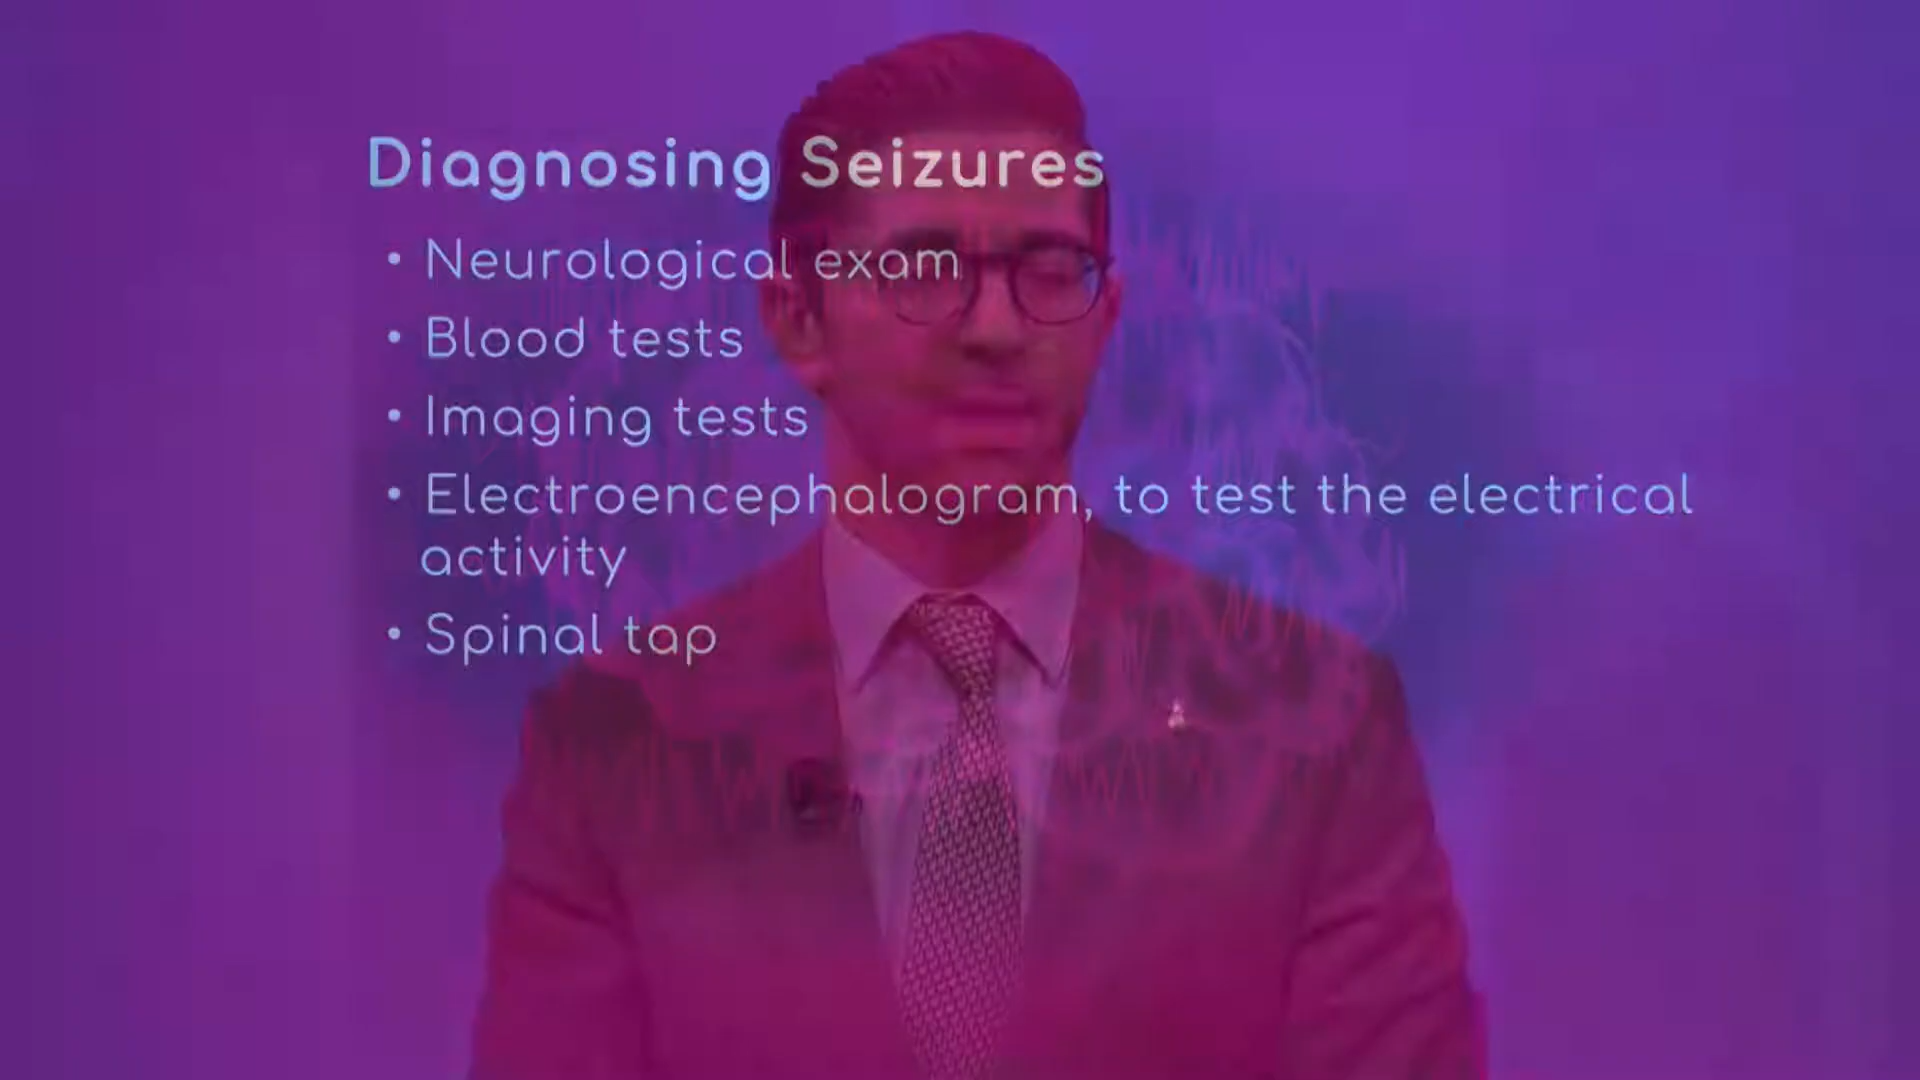 Diagnosing Seizures
• Neurological exam
• Blood tests
• Imaging tests
• Electroencephalogram, to test the electrical
activity
• Spinal tap